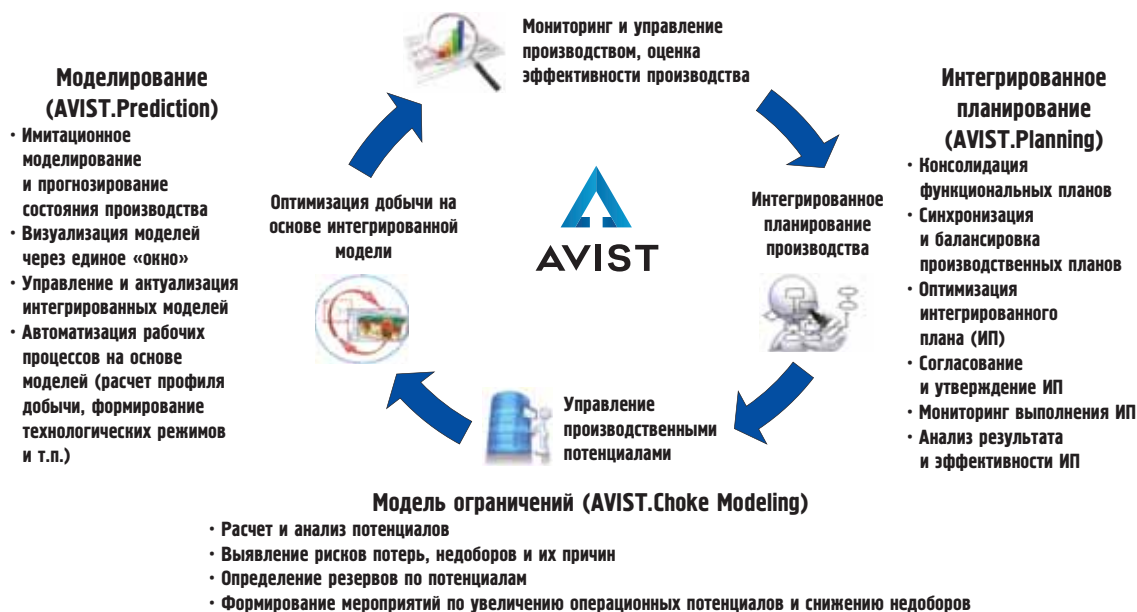 Мониторинг и управление
производством, оценка
эффективности производства
Моделирование
(AVIST.Prediction)
• Имитационное
моделирование
и прогнозирование
состояния производства
• Визуализация моделей
через единое «окно»
• Управление и актуализация
интегрированных моделей
• Автоматизация рабочих
процессов на основе
моделей (расчет профиля
добычи, формирование
технологических режимов
и т.п.)
Оптимизация добычи на
основе интегрированной
модели
AVIST
Интегрированное
планирование
производства
Интегрированное
планирование
(AVIST.Planning)
• Консолидация
функциональных планов
• Синхронизация
и балансировка
производственных планов
• Оптимизация
интегрированного
плана (ИП)
• Согласование
и утверждение ИП
• Мониторинг выполнения ИП
• Анализ результата
и эффективности ИП
Управление
производственными
потенциалами
Модель ограничений (AVIST.Choke Modeling)
• Расчет и анализ потенциалов
• Выявление рисков потерь, недоборов и их причин
• Определение резервов по потенциалам
• Формирование мероприятий по увеличению операционных потенциалов и снижению недоборов